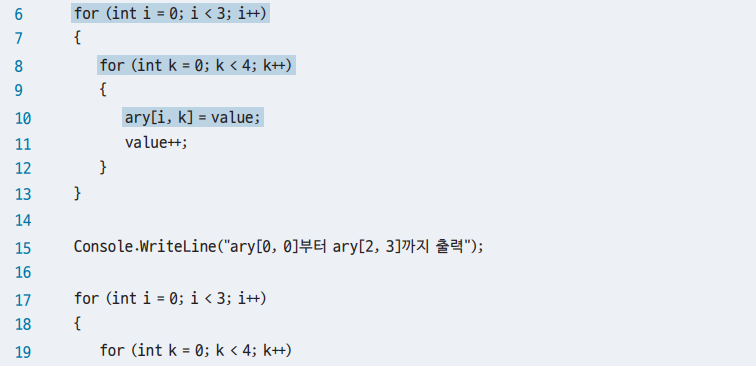 6 for (int i = 0; i < 3; i++)
7 {
8 for (int k = 0; k < 4; k++)
9 {
10 ary[i, k] = value;
11 value++;
12 }
13 }
14
15 Console.WriteLine("ary[0, 0]부터 ary[2, 3]까지 출력");
16
17 for (int i = 0; i < 3; i++)
18 {
19 for (int k = 0; k < 4; k++)